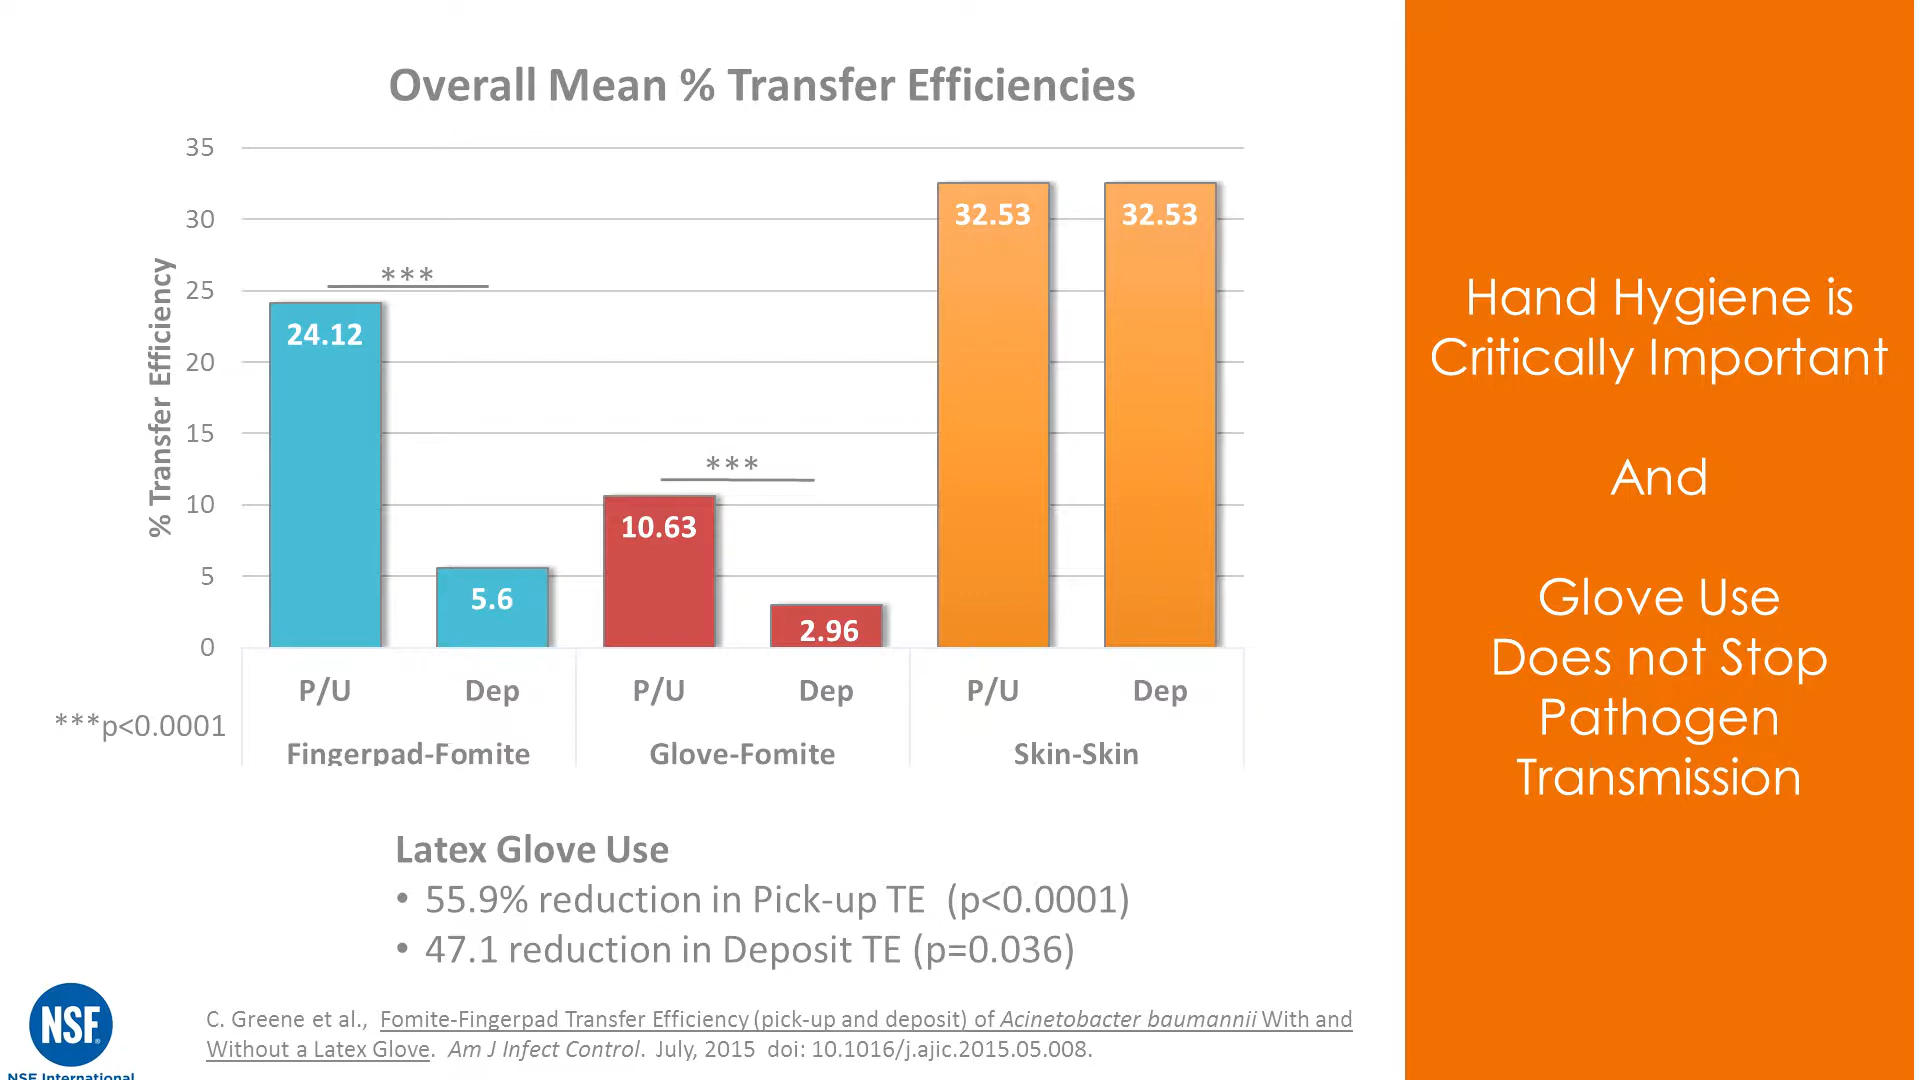 Overall Mean % Transfer Efficiencies
% Transfer Efficiency
35
30
25
20
15
10
5
0
***
***
24.12
5.6
10.63
2.96
32.53
32.53
P/U Dep P/U Dep P/U Dep
***p<0.0001
Fingerpad-Fomite Glove-Fomite Skin-Skin
Latex Glove Use
• 55.9% reduction in Pick-up TE (p<0.0001)
• 47.1 reduction in Deposit TE (p=0.036)
C. Greene et al., Fomite-Fingerpad Transfer Efficiency (pick-up and deposit) of Acinetobacter baumannii With and
Without a Latex Glove. Am J Infect Control. July, 2015 doi: 10.1016/j.ajic.2015.05.008.
NSF®
NSF International
Hand Hygiene is
Critically Important
And
Glove Use
Does not Stop
Pathogen
Transmission